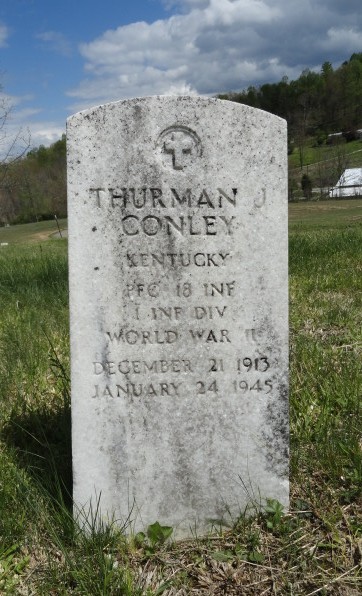 THURMAN J
CONLEY
KENTUCKY
PFC 18 INF
1 INF DIV
WORLD WAR II
DECEMBER 21 1913
JANUARY 24 1945